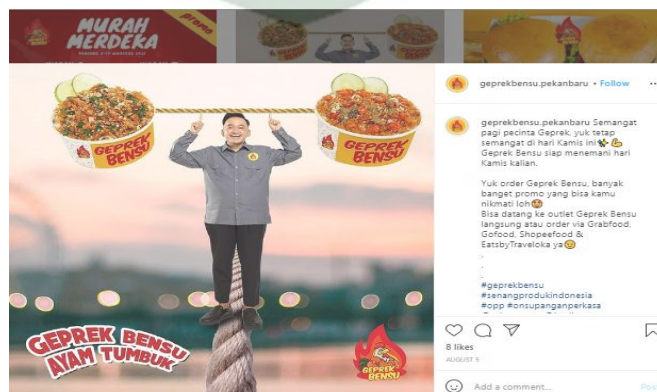 MURAH
MERDEKA
promo
GEPREK
BENSU
GEPREK
BENSU
GEPREK BENSU
AYAM TUMBUK
GEPREK
BENSU
geprekbensu.pekanbaru • Follow
geprekbensu.pekanbaru Semangat
pagi pecinta Geprek, yuk tetap
semangat di hari Kamis ini
Geprek Bensu siap menemani hari
Kamis kalian.
Yuk order Geprek Bensu, banyak
banget promo yang bisa kamu
nikmati loh
Bisa datang ke outlet Geprek Bensu
langsung atau order via Grabfood,
Gofood, Shopeefood &
EatsbyTraveloka ya
.
.
.
#geprekbensu
#senangprodukindonesia
#opp #onsupanganperkasa
8 likes
AUGUST 5
Add a comment...
Post